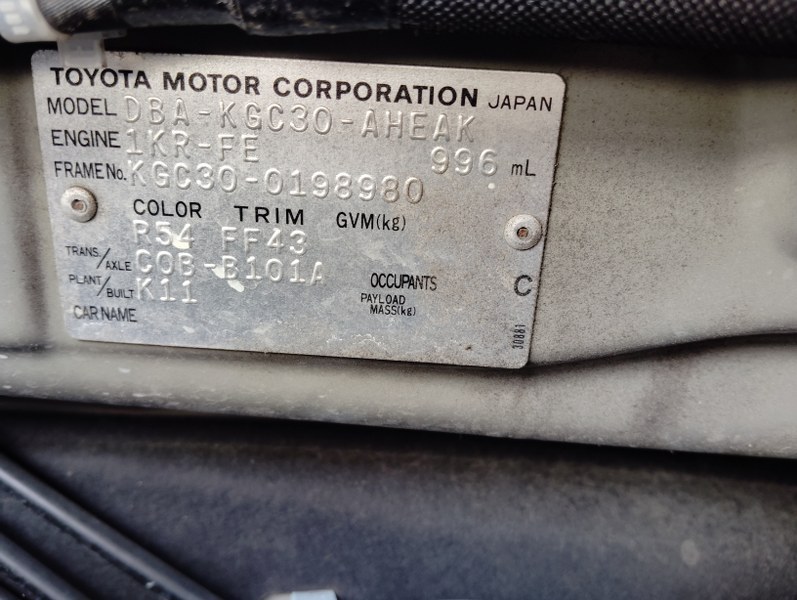 TOYOTA MOTOR CORPORATION JAPAN
MODEL DBA-KGC30-AHEAK
ENGINE 1KR-FE 996 mL
FRAME No. KGC30-0198980
COLOR TRIM GVM(kg)
R54 FF43
TRANS./AXLE C0B-B101A
PLANT/BUILT K11
OCCUPANTS C
PAYLOAD MASS(kg)
CAR NAME
30881